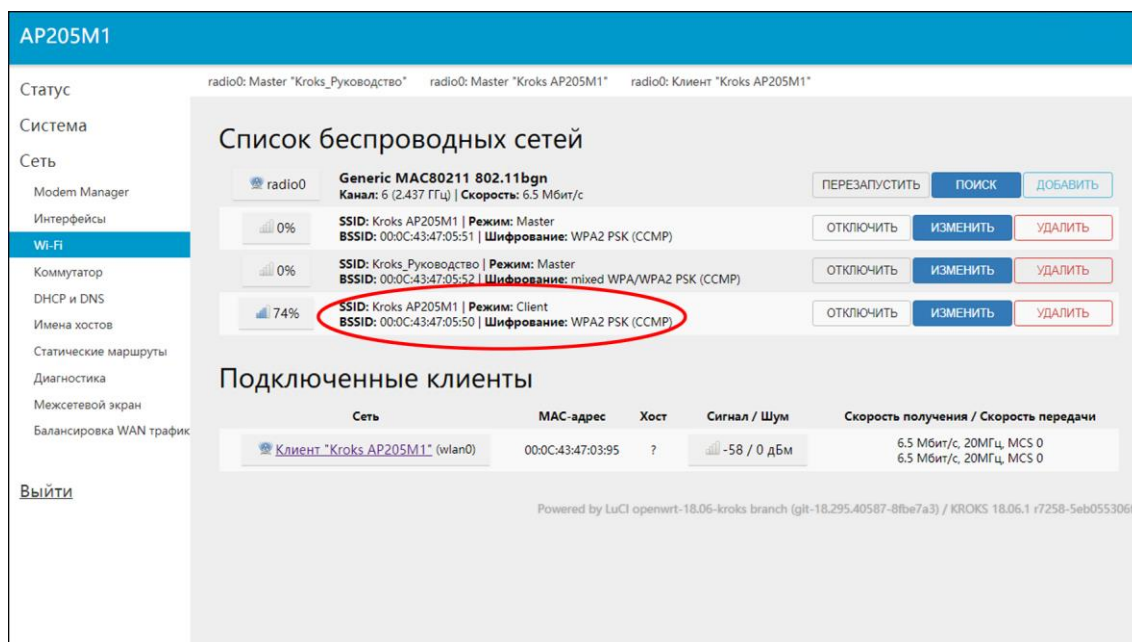 AP205M1
Статус
Система
Сеть
Modem Manager
Интерфейсы
Wi-Fi
Коммутатор
DHCP и DNS
Имена хостов
Статические маршруты
Диагностика
Межсетевой экран
Балансировка WAN трафик
Выйти
radio0: Master "Kroks_Руководство" radio0: Master "Kroks AP205M1" radio0: Клиент "Kroks AP205M1"
Список беспроводных сетей
radio0
Generic MAC80211 802.11bgn
Канал: 6 (2.437 ГГц) | Скорость: 6.5 Мбит/с
ПЕРЕЗАПУСТИТЬ ПОИСК ДОБАВИТЬ
0%
SSID: Kroks AP205M1 | Режим: Master
BSSID: 00:0C:43:47:05:51 | Шифрование: WPA2 PSK (CCMP)
ОТКЛЮЧИТЬ ИЗМЕНИТЬ УДАЛИТЬ
0%
SSID: Kroks_Руководство | Режим: Master
BSSID: 00:0C:43:47:05:52 | Шифрование: mixed WPA/WPA2 PSK (CCMP)
ОТКЛЮЧИТЬ ИЗМЕНИТЬ УДАЛИТЬ
74%
SSID: Kroks AP205M1 | Режим: Client
BSSID: 00:0C:43:47:05:50 | Шифрование: WPA2 PSK (CCMP)
ОТКЛЮЧИТЬ ИЗМЕНИТЬ УДАЛИТЬ
Подключенные клиенты
Сеть MAC-адрес Хост Сигнал / Шум Скорость получения / Скорость передачи
Клиент "Kroks AP205M1" (wlan0) 00:0C:43:47:03:95 ? -58 / 0 дБм 6.5 Мбит/с, 20МГц, MCS 0
6.5 Мбит/с, 20МГц, MCS 0
Powered by LuCI openwrt-18.06-kroks branch (git-18.295.40587-8fbe7a3) / KROKS 18.06.1 r7258-5eb055306